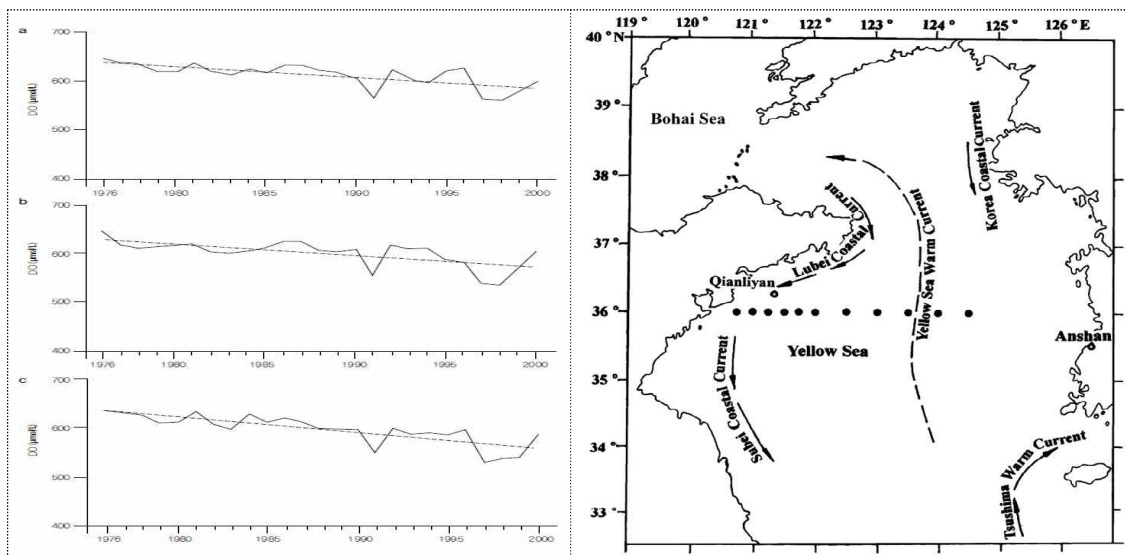 a
700
600
500
400
DO (μmol/L)
1976 1980 1985 1990 1995 2000
b
700
600
500
400
DO (μmol/L)
1976 1980 1985 1990 1995 2000
c
700
600
500
400
DO (μmol/L)
1976 1980 1985 1990 1995 2000
119° 120° 121° 122° 123° 124° 125° 126° E
40° N
39°
38°
37°
36°
35°
34°
33°
Bohai Sea
Korea Coastal Current
Lubei Coastal Current
Yellow Sea Warm Current
Qianliyan
Yellow Sea
Anshan
Subei Coastal Current
Tsushima Warm Current